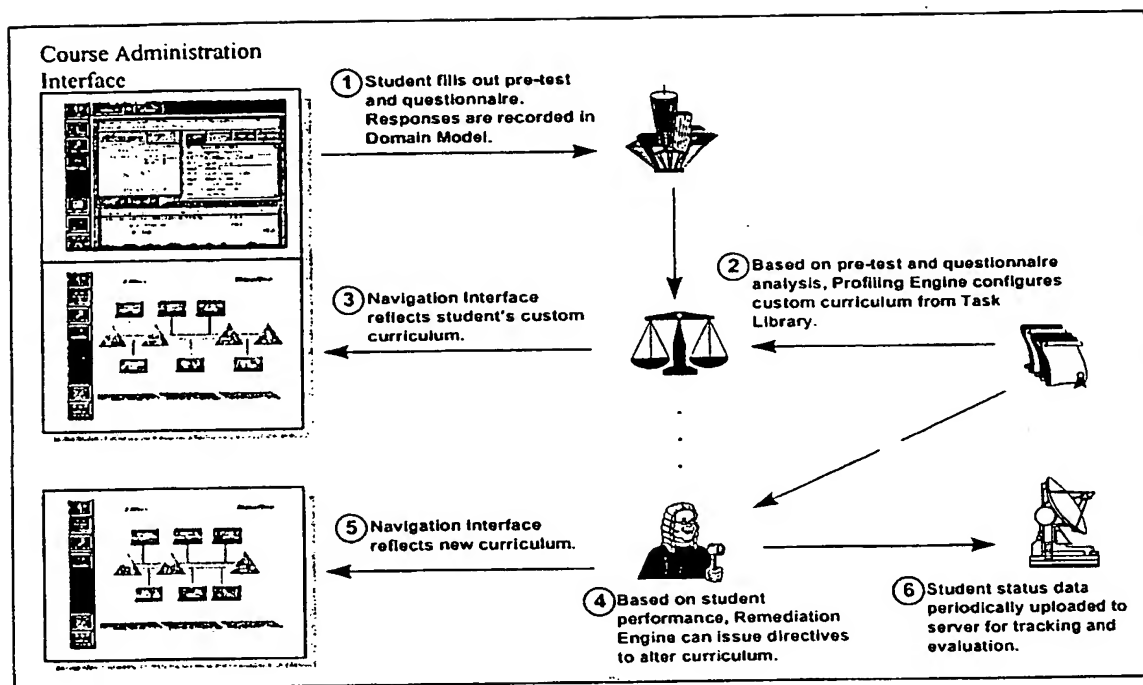 Course Administration
Interface
1 Student fills out pre-test
and questionnaire.
Responses are recorded in
Domain Model.
2 Based on pre-test and questionnaire
analysis, Profiling Engine configures
custom curriculum from Task
Library.
3 Navigation Interface
reflects student's custom
curriculum.
5 Navigation Interface
reflects new curriculum.
4 Based on student
performance, Remediation
Engine can issue directives
to alter curriculum.
6 Student status data
periodically uploaded to
server for tracking and
evaluation.